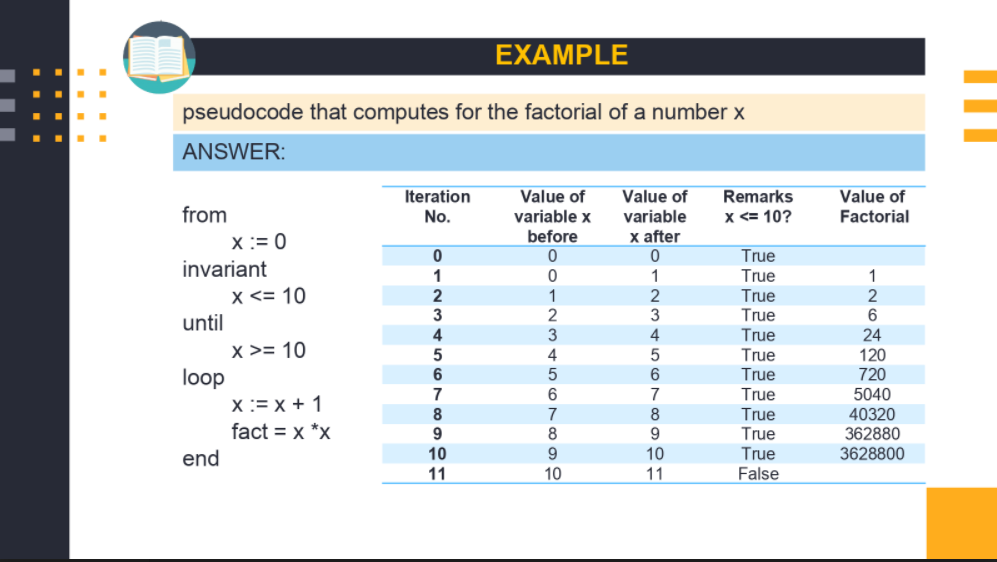 EXAMPLE
pseudocode that computes for the factorial of a number x
ANSWER:
from
x := 0
invariant
x <= 10
until
x >= 10
loop
x := x + 1
fact = x *x
end
Iteration No. Value of variable x before Value of variable x after Remarks x <= 10? Value of Factorial
0 0 0 True
1 0 1 True 1
2 1 2 True 2
3 2 3 True 6
4 3 4 True 24
5 4 5 True 120
6 5 6 True 720
7 6 7 True 5040
8 7 8 True 40320
9 8 9 True 362880
10 9 10 True 3628800
11 10 11 False